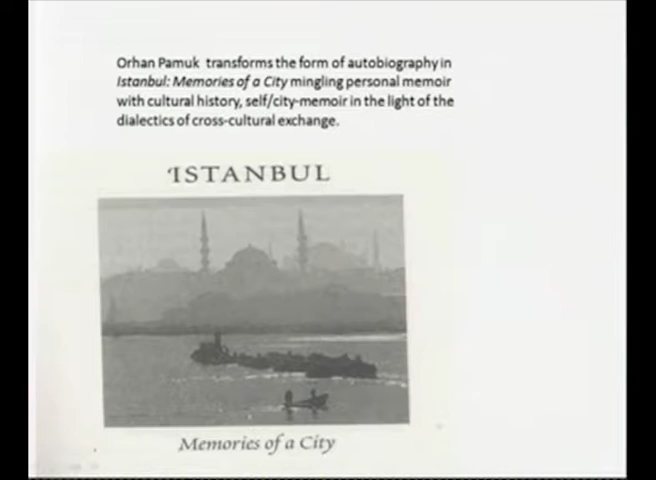 Orhan Pamuk transforms the form of autobiography in
Istanbul: Memories of a City mingling personal memoir
with cultural history, self/city-memoir in the light of the
dialectics of cross-cultural exchange.
ISTANBUL
Memories of a City